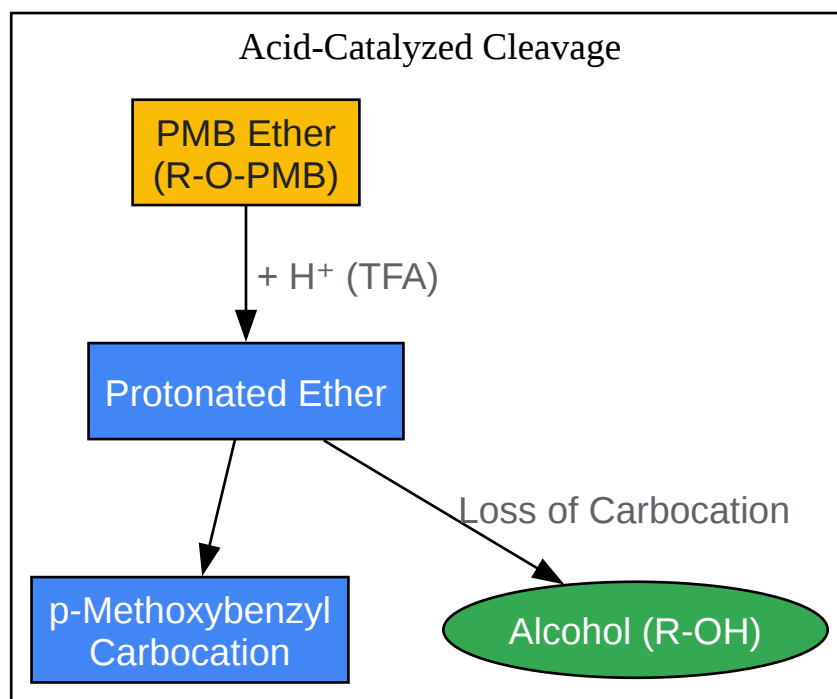 Acid-Catalyzed Cleavage
PMB Ether
(R-O-PMB)
+ H⁺ (TFA)
Protonated Ether
Loss of Carbocation
p-Methoxybenzyl
Carbocation
Alcohol (R-OH)